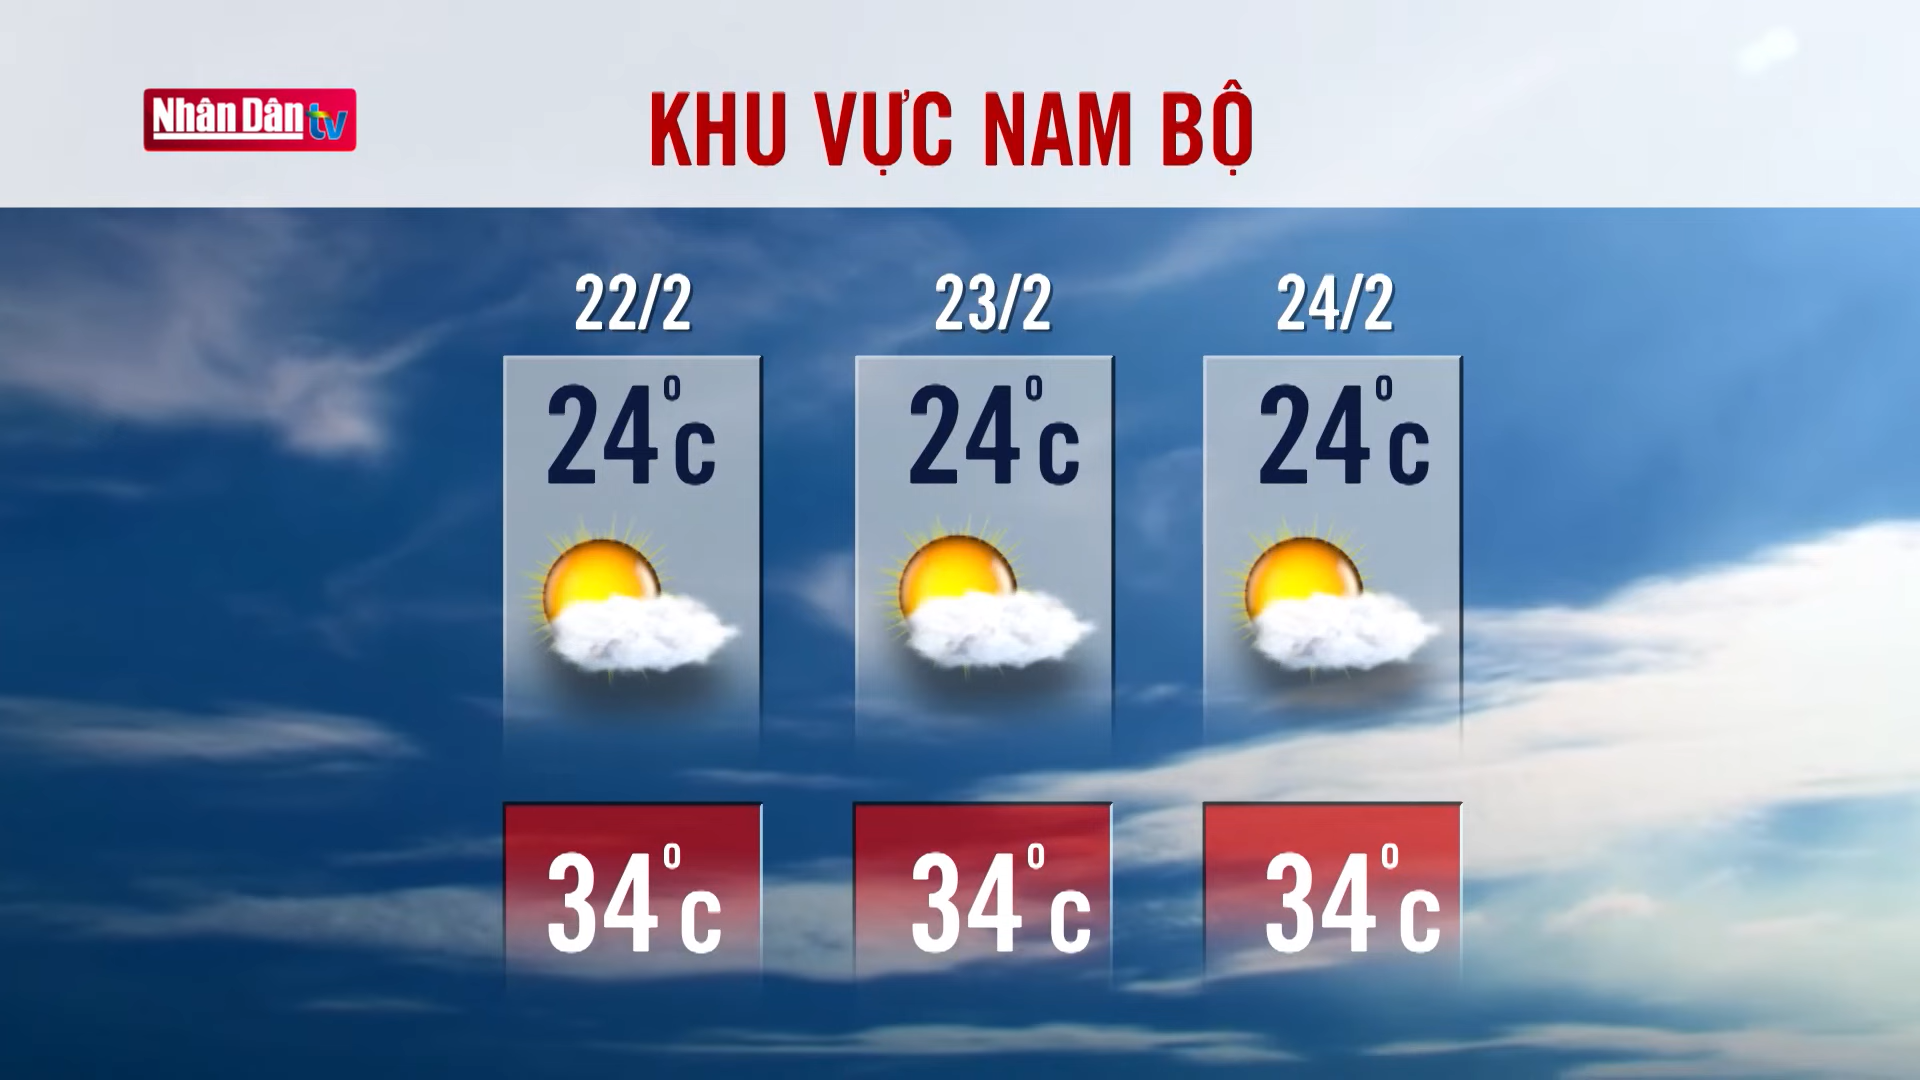 Nhân Dân tv
KHU VỰC NAM BỘ
22/2 23/2 24/2
24°C 24°C 24°C
34°C 34°C 34°C